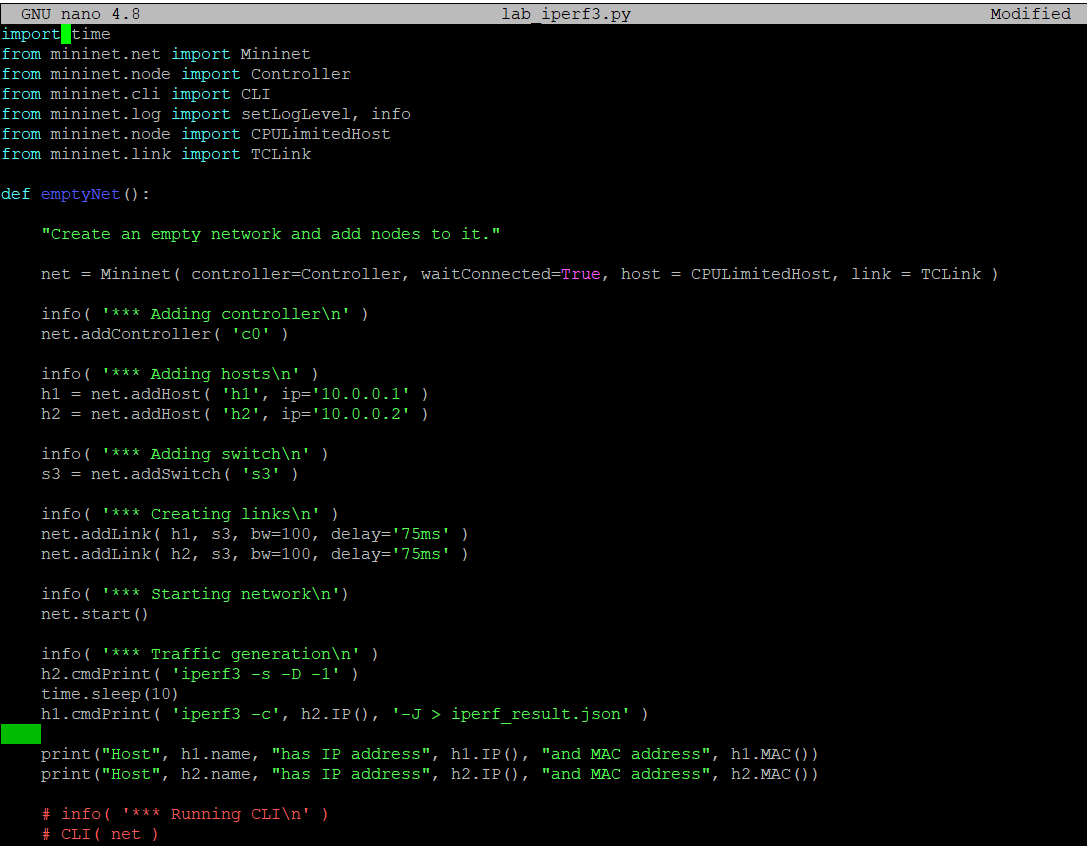 GNU nano 4.8 lab_iperf3.py Modified
import time
from mininet.net import Mininet
from mininet.node import Controller
from mininet.cli import CLI
from mininet.log import setLogLevel, info
from mininet.node import CPULimitedHost
from mininet.link import TCLink
def emptyNet():
"Create an empty network and add nodes to it."
net = Mininet( controller=Controller, waitConnected=True, host = CPULimitedHost, link = TCLink )
info( '*** Adding controller\n' )
net.addController( 'c0' )
info( '*** Adding hosts\n' )
h1 = net.addHost( 'h1', ip='10.0.0.1' )
h2 = net.addHost( 'h2', ip='10.0.0.2' )
info( '*** Adding switch\n' )
s3 = net.addSwitch( 's3' )
info( '*** Creating links\n' )
net.addLink( h1, s3, bw=100, delay='75ms' )
net.addLink( h2, s3, bw=100, delay='75ms' )
info( '*** Starting network\n')
net.start()
info( '*** Traffic generation\n' )
h2.cmdPrint( 'iperf3 -s -D -1' )
time.sleep(10)
h1.cmdPrint( 'iperf3 -c', h2.IP(), '-J > iperf_result.json' )
print("Host", h1.name, "has IP address", h1.IP(), "and MAC address", h1.MAC())
print("Host", h2.name, "has IP address", h2.IP(), "and MAC address", h2.MAC())
# info( '*** Running CLI\n' )
# CLI( net )